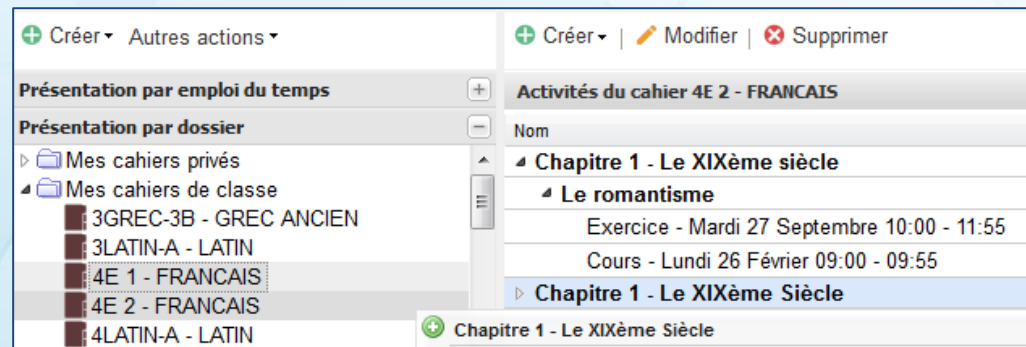 Créer Autres actions
Présentation par emploi du temps
Présentation par dossier
Mes cahiers privés
Mes cahiers de classe
3GREC-3B - GREC ANCIEN
3LATIN-A - LATIN
4E 1 - FRANCAIS
4E 2 - FRANCAIS
4LATIN-A - LATIN
Créer | Modifier | Supprimer
Activités du cahier 4E 2 - FRANCAIS
Nom
Chapitre 1 - Le XIXème siècle
Le romantisme
Exercice - Mardi 27 Septembre 10:00 - 11:55
Cours - Lundi 26 Février 09:00 - 09:55
Chapitre 1 - Le XIXème Siècle
Chapitre 1 - Le XIXème Siècle